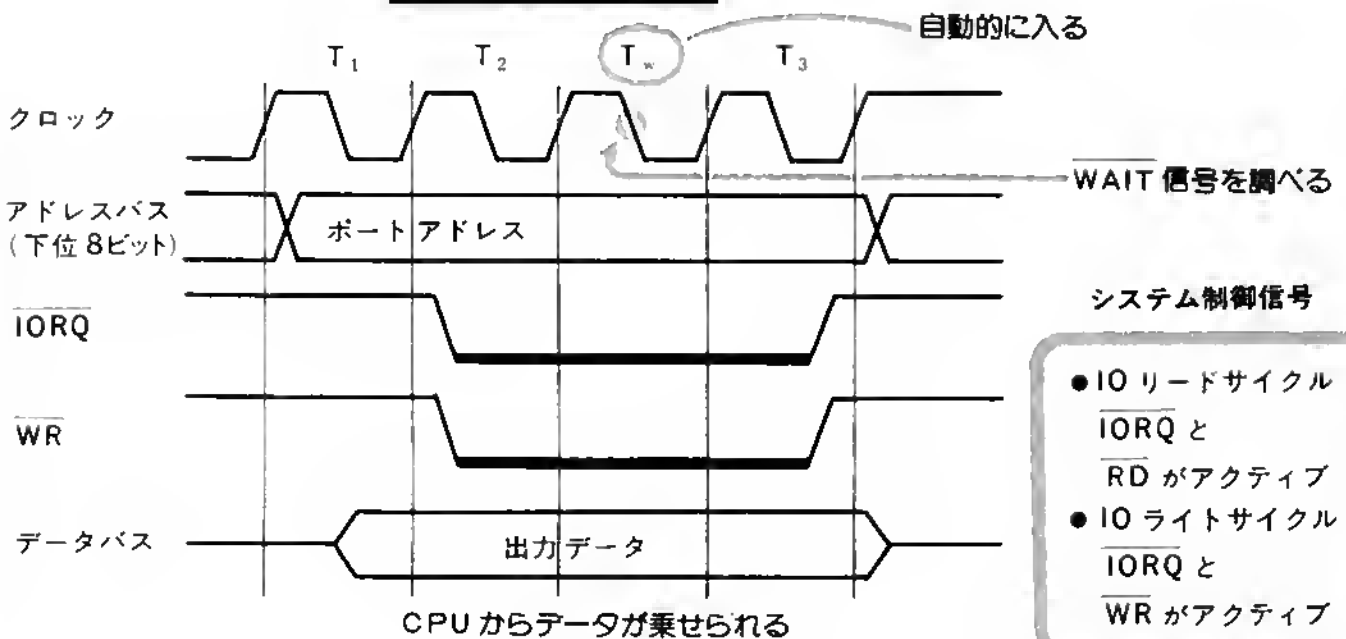 自動的に入る
T₁ T₂ Tw T₃
クロック
WAIT 信号を調べる
アドレスバス
(下位8ビット)
ポートアドレス
IORQ
WR
データバス
出力データ
CPUからデータが乗せられる
システム制御信号
●IO リードサイクル
IORQ と
RD がアクティブ
●IO ライトサイクル
IORQ と
WR がアクティブ